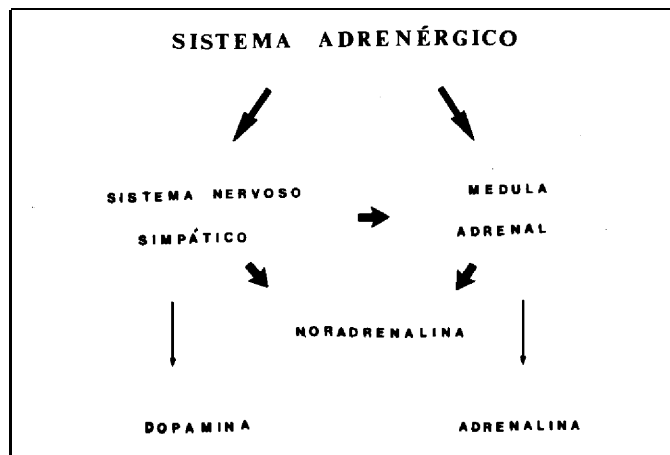 SISTEMA ADRENÉRGICO
SISTEMA NERVOSO
SIMPÁTICO
MEDULA
ADRENAL
NORADRENALINA
DOPAMINA
ADRENALINA